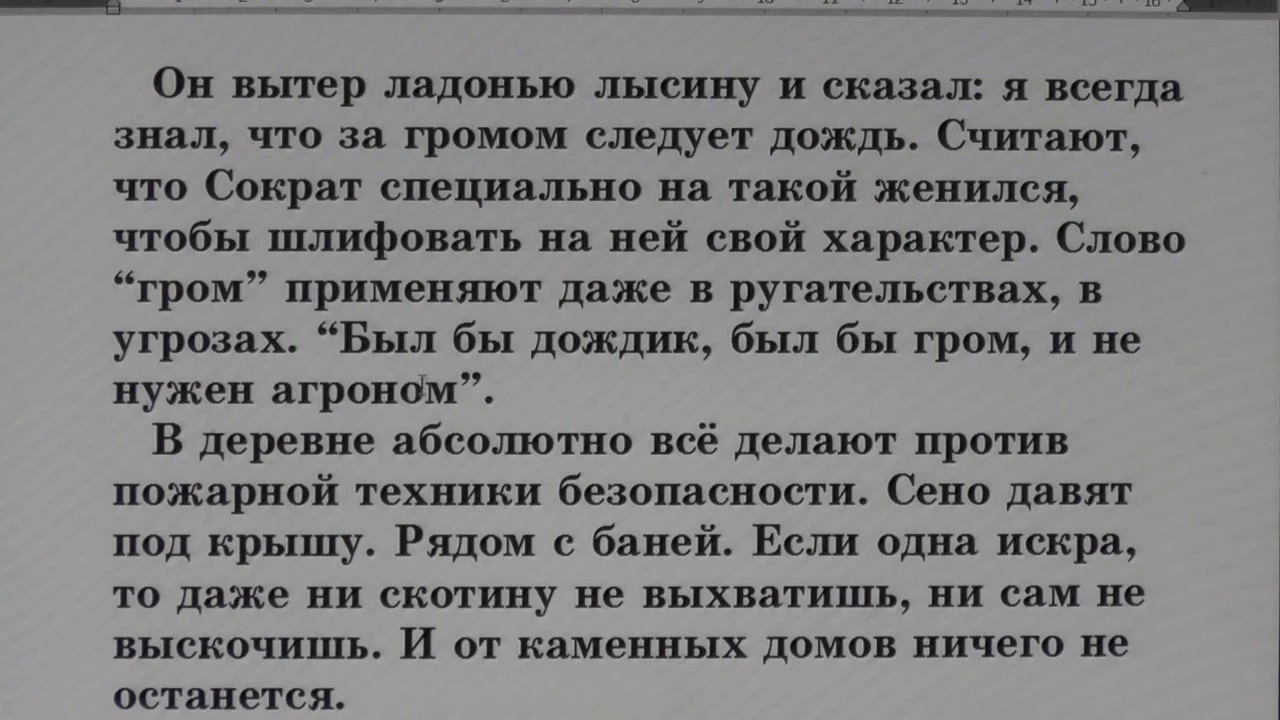 Он вытер ладонью лысину и сказал: я всегда
знал, что за громом следует дождь. Считают,
что Сократ специально на такой женился,
чтобы шлифовать на ней свой характер. Слово
“гром” применяют даже в ругательствах, в
угрозах. “Был бы дождик, был бы гром, и не
нужен агроном”.
В деревне абсолютно всё делают против
пожарной техники безопасности. Сено давят
под крышу. Рядом с баней. Если одна искра,
то даже ни скотину не выхватишь, ни сам не
выскочишь. И от каменных домов ничего не
останется.